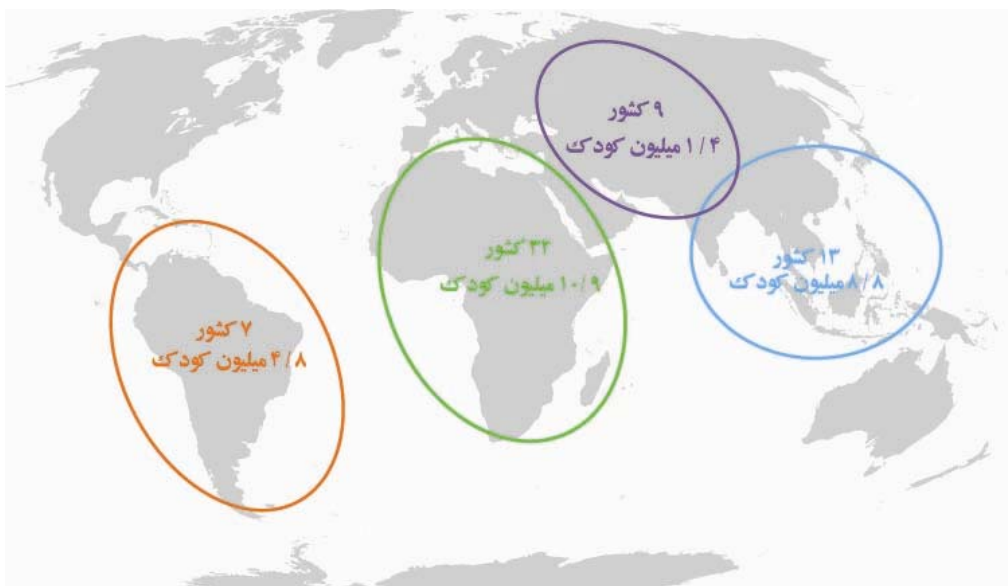 ۹ کشور
۱/۴ میلیون کودک
۳۲ کشور
۱۰/۹ میلیون کودک
۱۳ کشور
۸/۸ میلیون کودک
۷ کشور
۴/۸ میلیون کودک